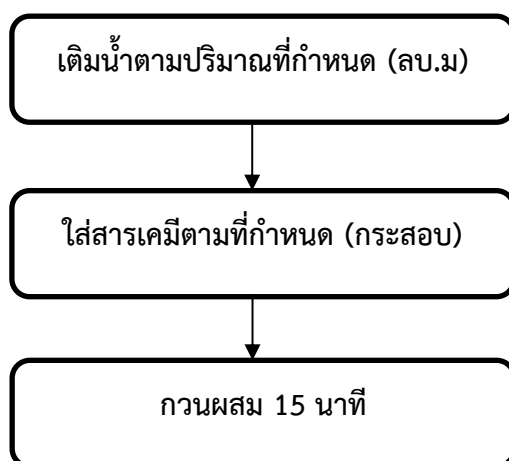 เติมน้ำตามปริมาณที่กำหนด (ลบ.ม)
ใส่สารเคมีตามที่กำหนด (กระสอบ)
กวนผสม 15 นาที